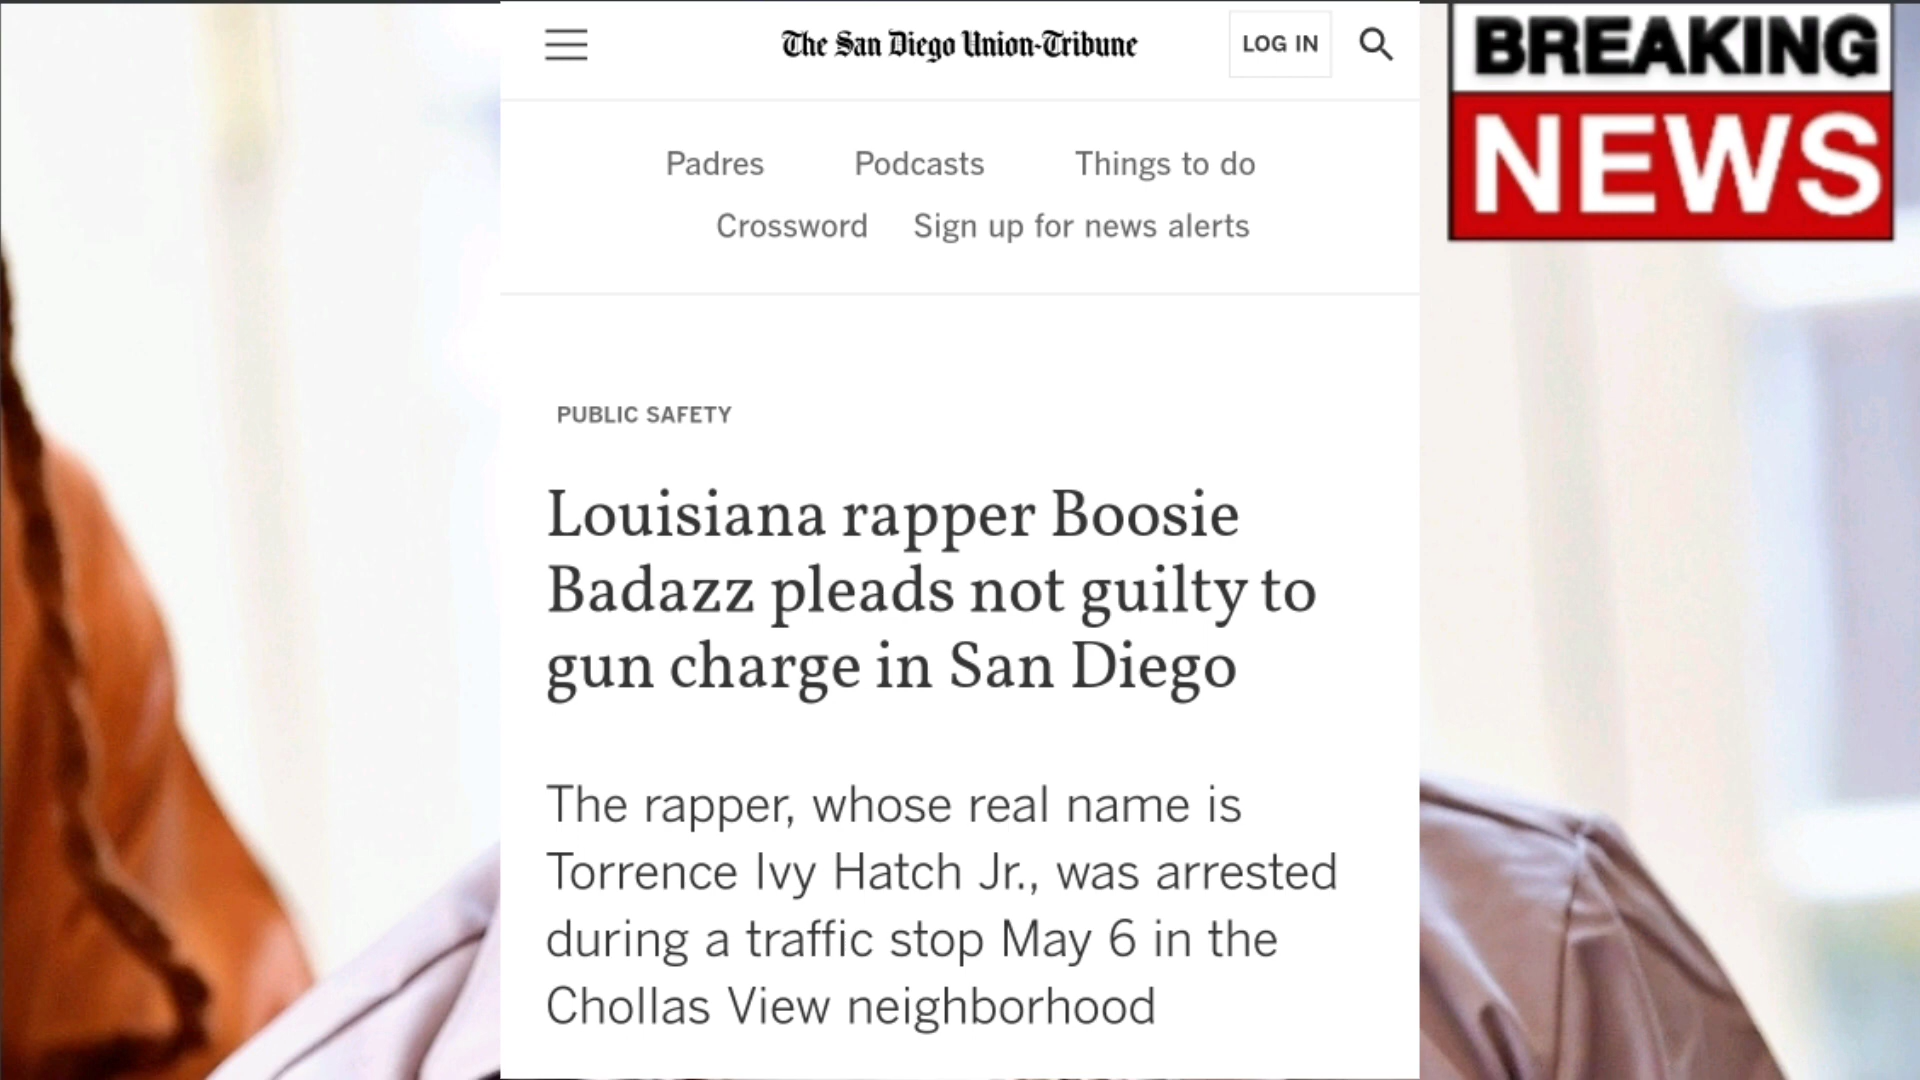 The San Diego Union-Tribune
LOG IN
BREAKING
NEWS
Padres Podcasts Things to do
Crossword Sign up for news alerts
PUBLIC SAFETY
Louisiana rapper Boosie
Badazz pleads not guilty to
gun charge in San Diego
The rapper, whose real name is
Torrence Ivy Hatch Jr., was arrested
during a traffic stop May 6 in the
Chollas View neighborhood